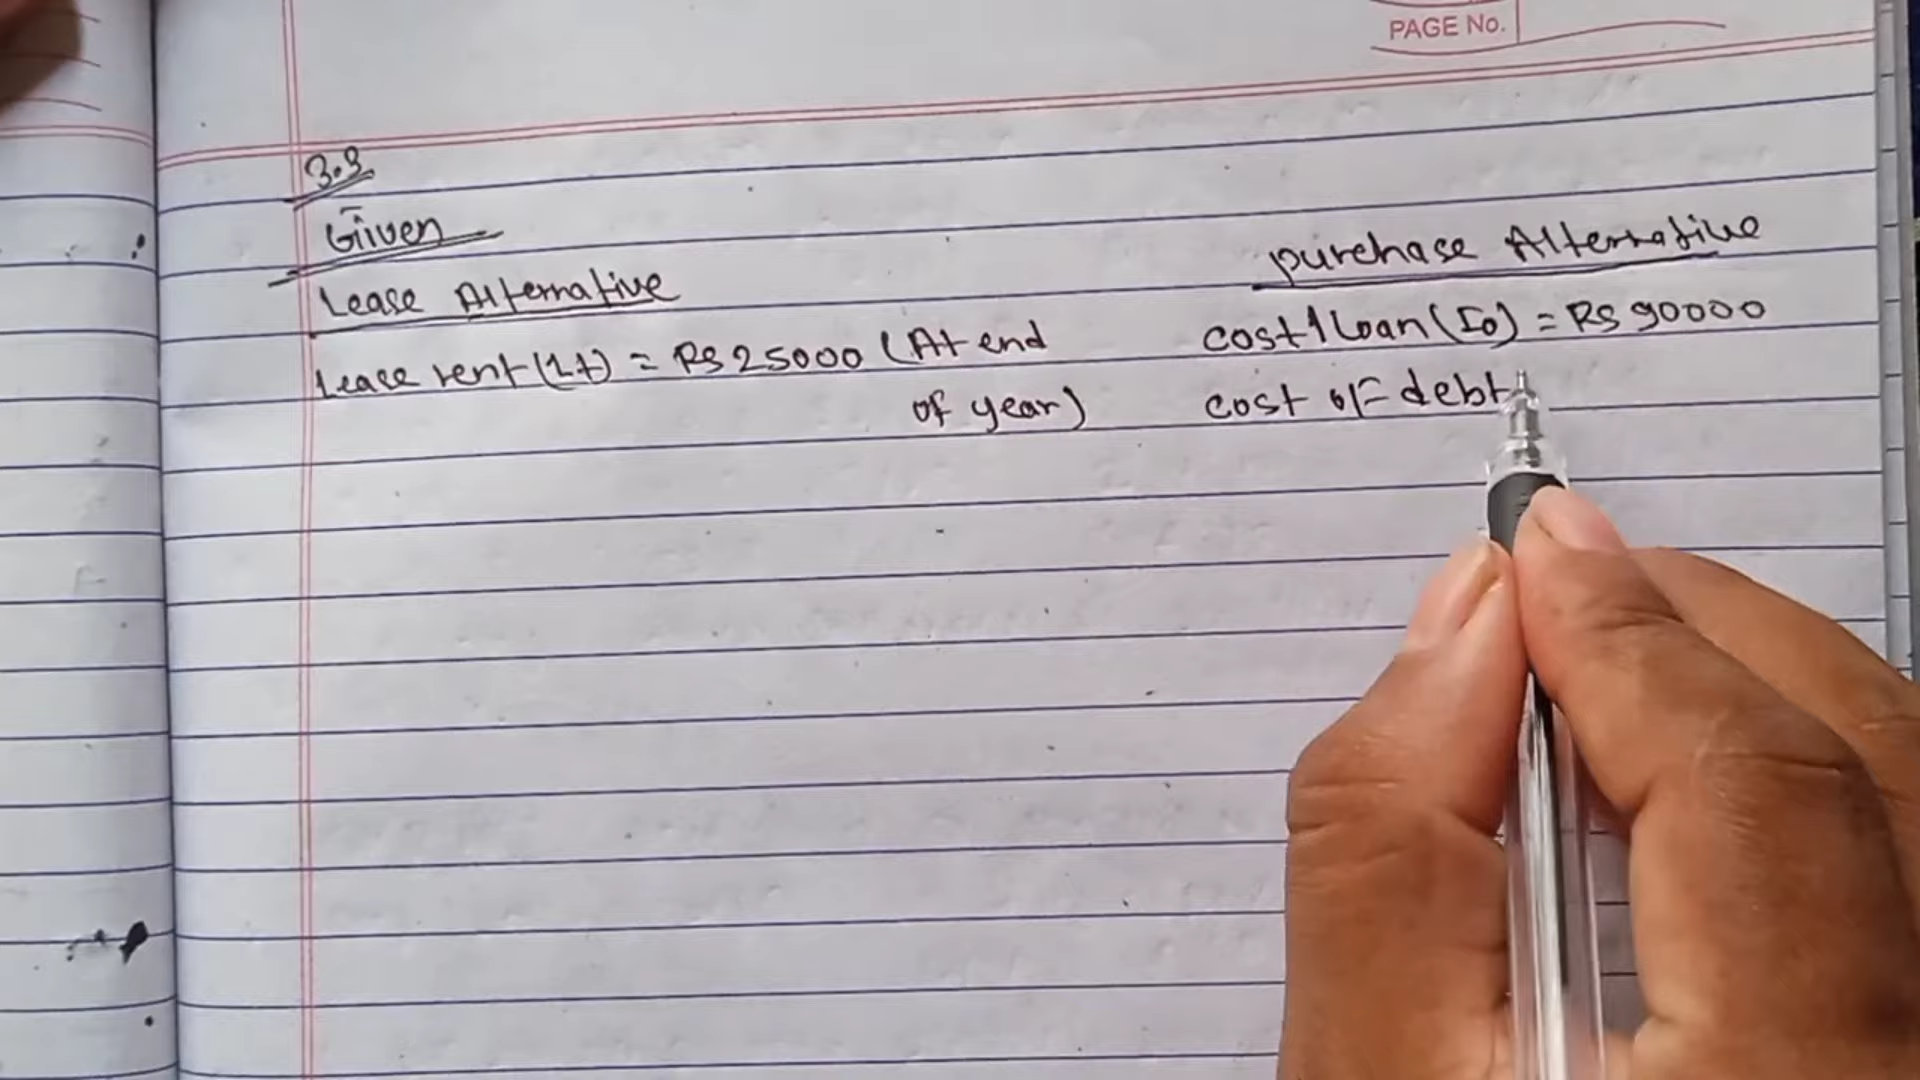 PAGE No.
3.3
Given
Lease Alternative
Lease rent (Lt) = Rs 25000 (At end
of year)
purchase Alternative
cost/Loan (I0) = Rs 90000
cost of debt